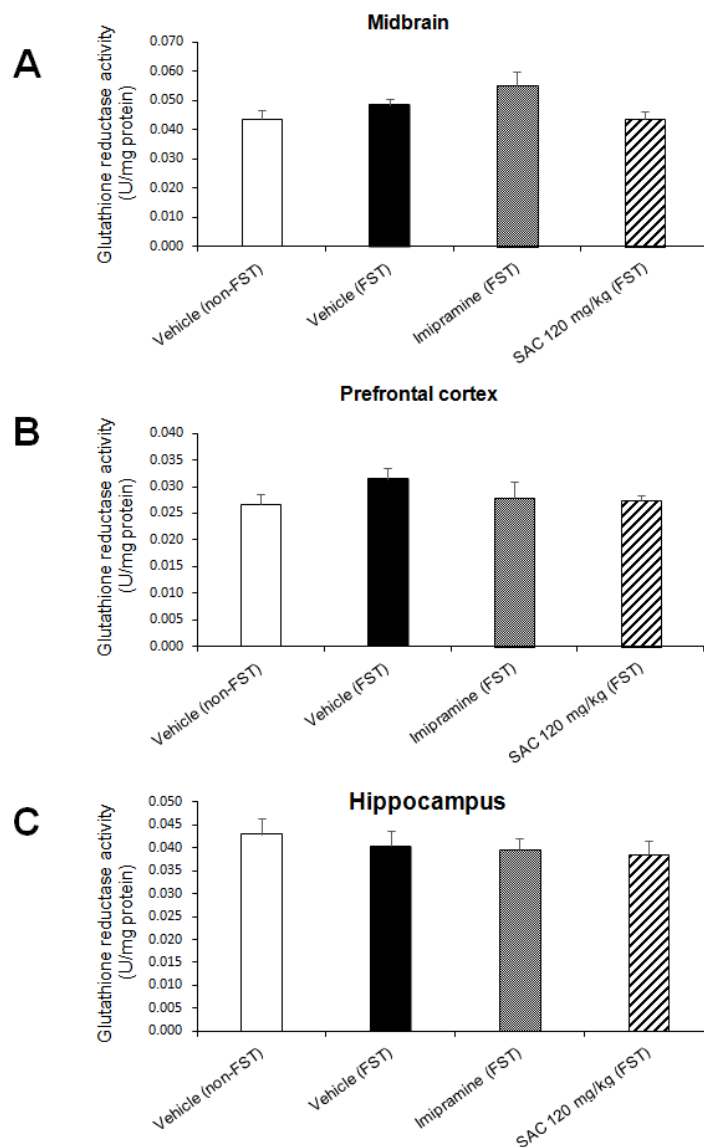 A
Midbrain
Glutathione reductase activity
(U/mg protein)
0.070
0.060
0.050
0.040
0.030
0.020
0.010
0.000
Vehicle (non-FST)
Vehicle (FST)
Imipramine (FST)
SAC 120 mg/kg (FST)
B
Prefrontal cortex
Glutathione reductase activity
(U/mg protein)
0.040
0.035
0.030
0.025
0.020
0.015
0.010
0.005
0.000
Vehicle (non-FST)
Vehicle (FST)
Imipramine (FST)
SAC 120 mg/kg (FST)
C
Hippocampus
Glutathione reductase activity
(U/mg protein)
0.050
0.045
0.040
0.035
0.030
0.025
0.020
0.015
0.010
0.005
0.000
Vehicle (non-FST)
Vehicle (FST)
Imipramine (FST)
SAC 120 mg/kg (FST)